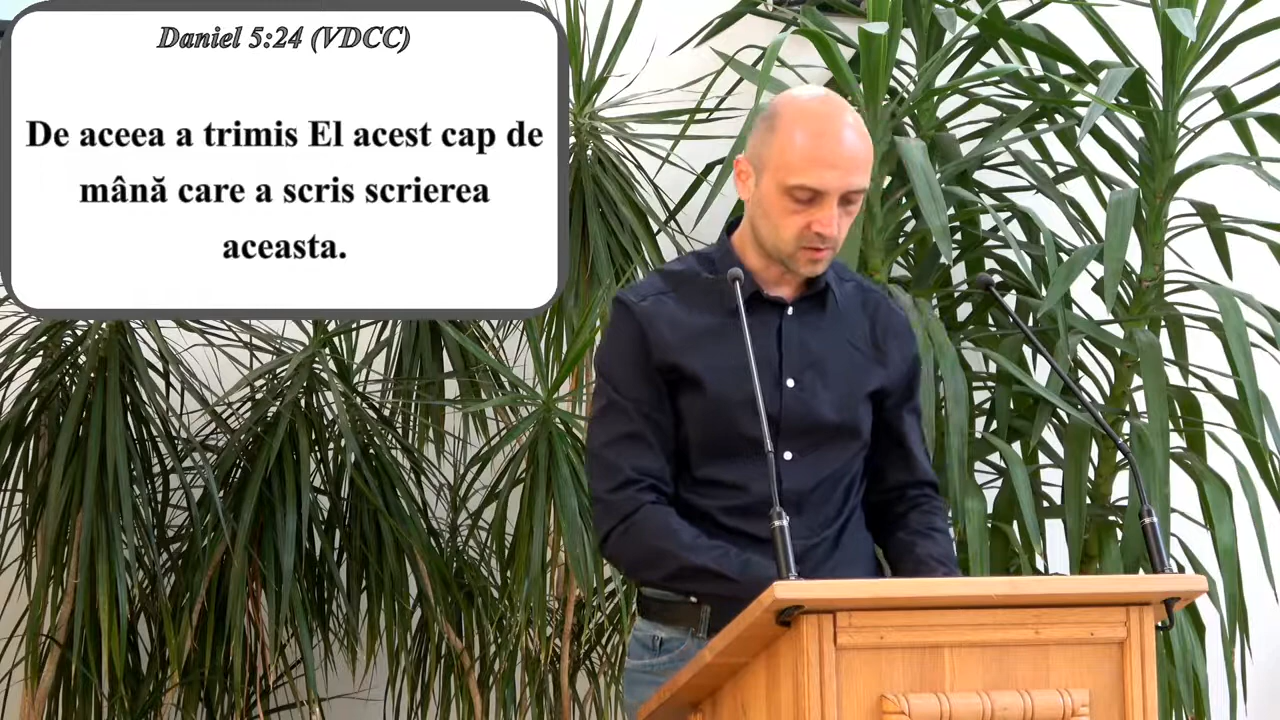 Daniel 5:24 (VDCC)
De aceea a trimis El acest cap de
mână care a scris scrierea
aceasta.